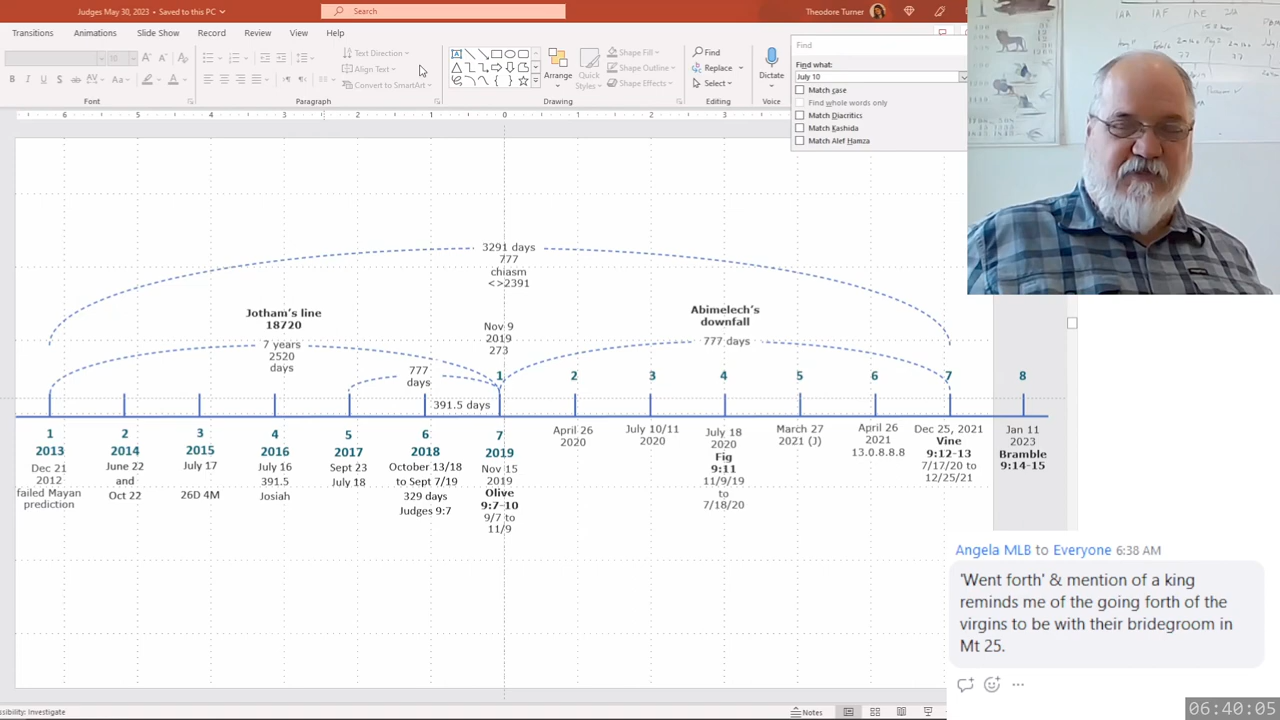 Judges May 30, 2023 • Saved to this PC
Search
Theodore Turner
Transitions Animations Slide Show Record Review View Help
Text Direction
Align Text
Convert to SmartArt
Arrange
Quick Styles
Shape Fill
Shape Outline
Shape Effects
Find
Replace
Select
Dictate
Font Paragraph Drawing Editing Voice
Find
Find what:
July 10
Match case
Find whole words only
Match Diacritics
Match Kashida
Match Alef Hamza
6 5 4 3 2 1 0 1 2 3
3291 days
777
chiasm
<>2391
Jotham's line
18720
7 years
2520
days
777
days
391.5 days
Nov 9
2019
273
Abimelech's
downfall
777 days
1 2 3 4 5 6 7 8
1
2013
Dec 21
2012
failed Mayan
prediction
2
2014
June 22
and
Oct 22
3
2015
July 17
26D 4M
4
2016
July 16
391.5
Josiah
5
2017
Sept 23
July 18
6
2018
October 13/18
to Sept 7/19
329 days
Judges 9:7
7
2019
Nov 15
2019
Olive
9:7-10
9/7 to
11/9
April 26
2020
July 10/11
2020
July 18
2020
Fig
9:11
11/9/19
to
7/18/20
March 27
2021 (J)
April 26
2021
13.0.8.8.8
Dec 25, 2021
Vine
9:12-13
7/17/20 to
12/25/21
Jan 11
2023
Bramble
9:14-15
Angela MLB to Everyone 6:38 AM
'Went forth' & mention of a king
reminds me of the going forth of the
virgins to be with their bridegroom in
Mt 25.
ssibility: Investigate
Notes
06:40:05